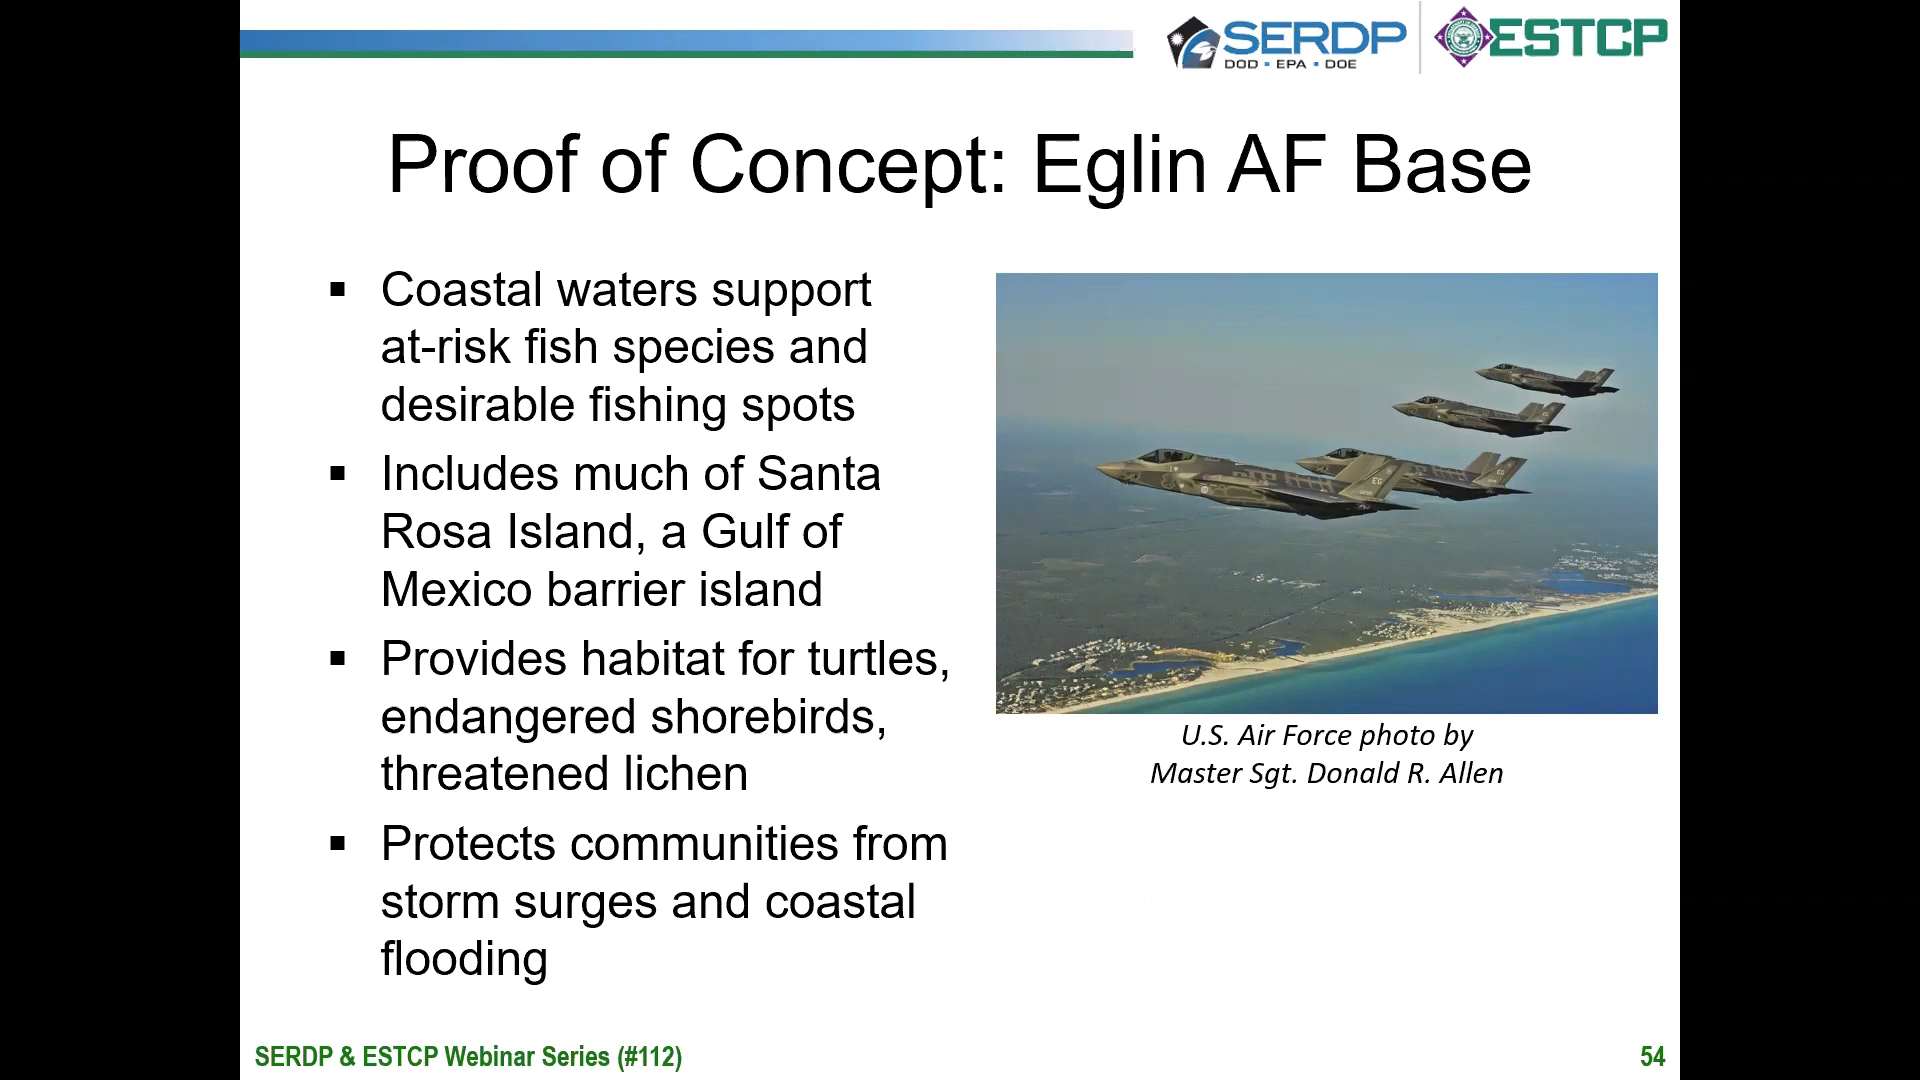 SERDP
DOD ▪ EPA ▪ DOE
ESTCP
Proof of Concept: Eglin AF Base
▪ Coastal waters support
at-risk fish species and
desirable fishing spots
▪ Includes much of Santa
Rosa Island, a Gulf of
Mexico barrier island
▪ Provides habitat for turtles,
endangered shorebirds,
threatened lichen
▪ Protects communities from
storm surges and coastal
flooding
EG
EG
U.S. Air Force photo by
Master Sgt. Donald R. Allen
SERDP & ESTCP Webinar Series (#112)
54